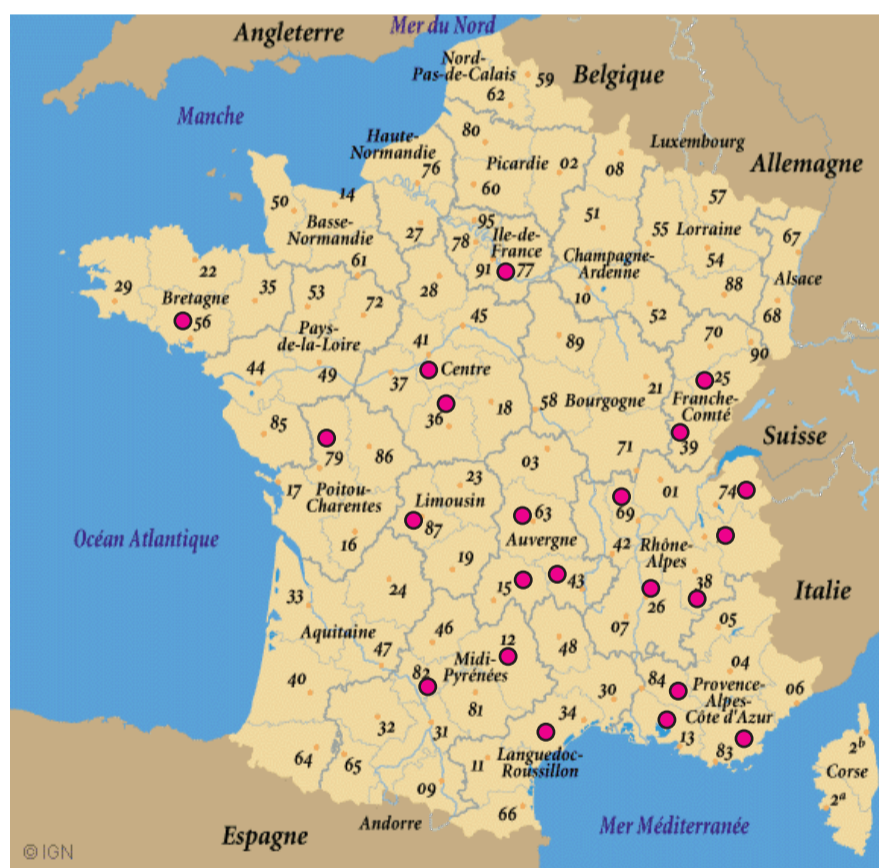 Mer du Nord
Angleterre
Nord-
Pas-de-Calais
59
Belgique
62
Manche
80
Haute-
Normandie
Luxembourg
Picardie
02
08
Allemagne
76
60
57
50
14
51
Basse-
Normandie
27
95
78
Ile-de-
France
55
Lorraine
67
61
91
77
Champagne-
Ardenne
54
22
29
Bretagne
35
53
72
28
10
88
Alsace
56
45
52
68
Pays-
de-la-Loire
41
89
70
90
44
49
37
Centre
21
25
85
36
18
58
Bourgogne
Franche-
Comté
Suisse
79
86
71
39
03
17
Poitou-
Charentes
23
Limousin
01
74
87
63
69
16
Auvergne
42
Rhône-
Alpes
Océan Atlantique
19
15
43
38
24
26
Italie
33
07
05
Aquitaine
46
12
48
47
Midi-
Pyrénées
04
40
82
84
Provence-
Alpes-
Côte d'Azur
06
81
30
32
31
34
13
83
2b
64
65
11
Languedoc-
Roussillon
Corse
09
2a
66
Andorre
Mer Méditerranée
Espagne
© IGN